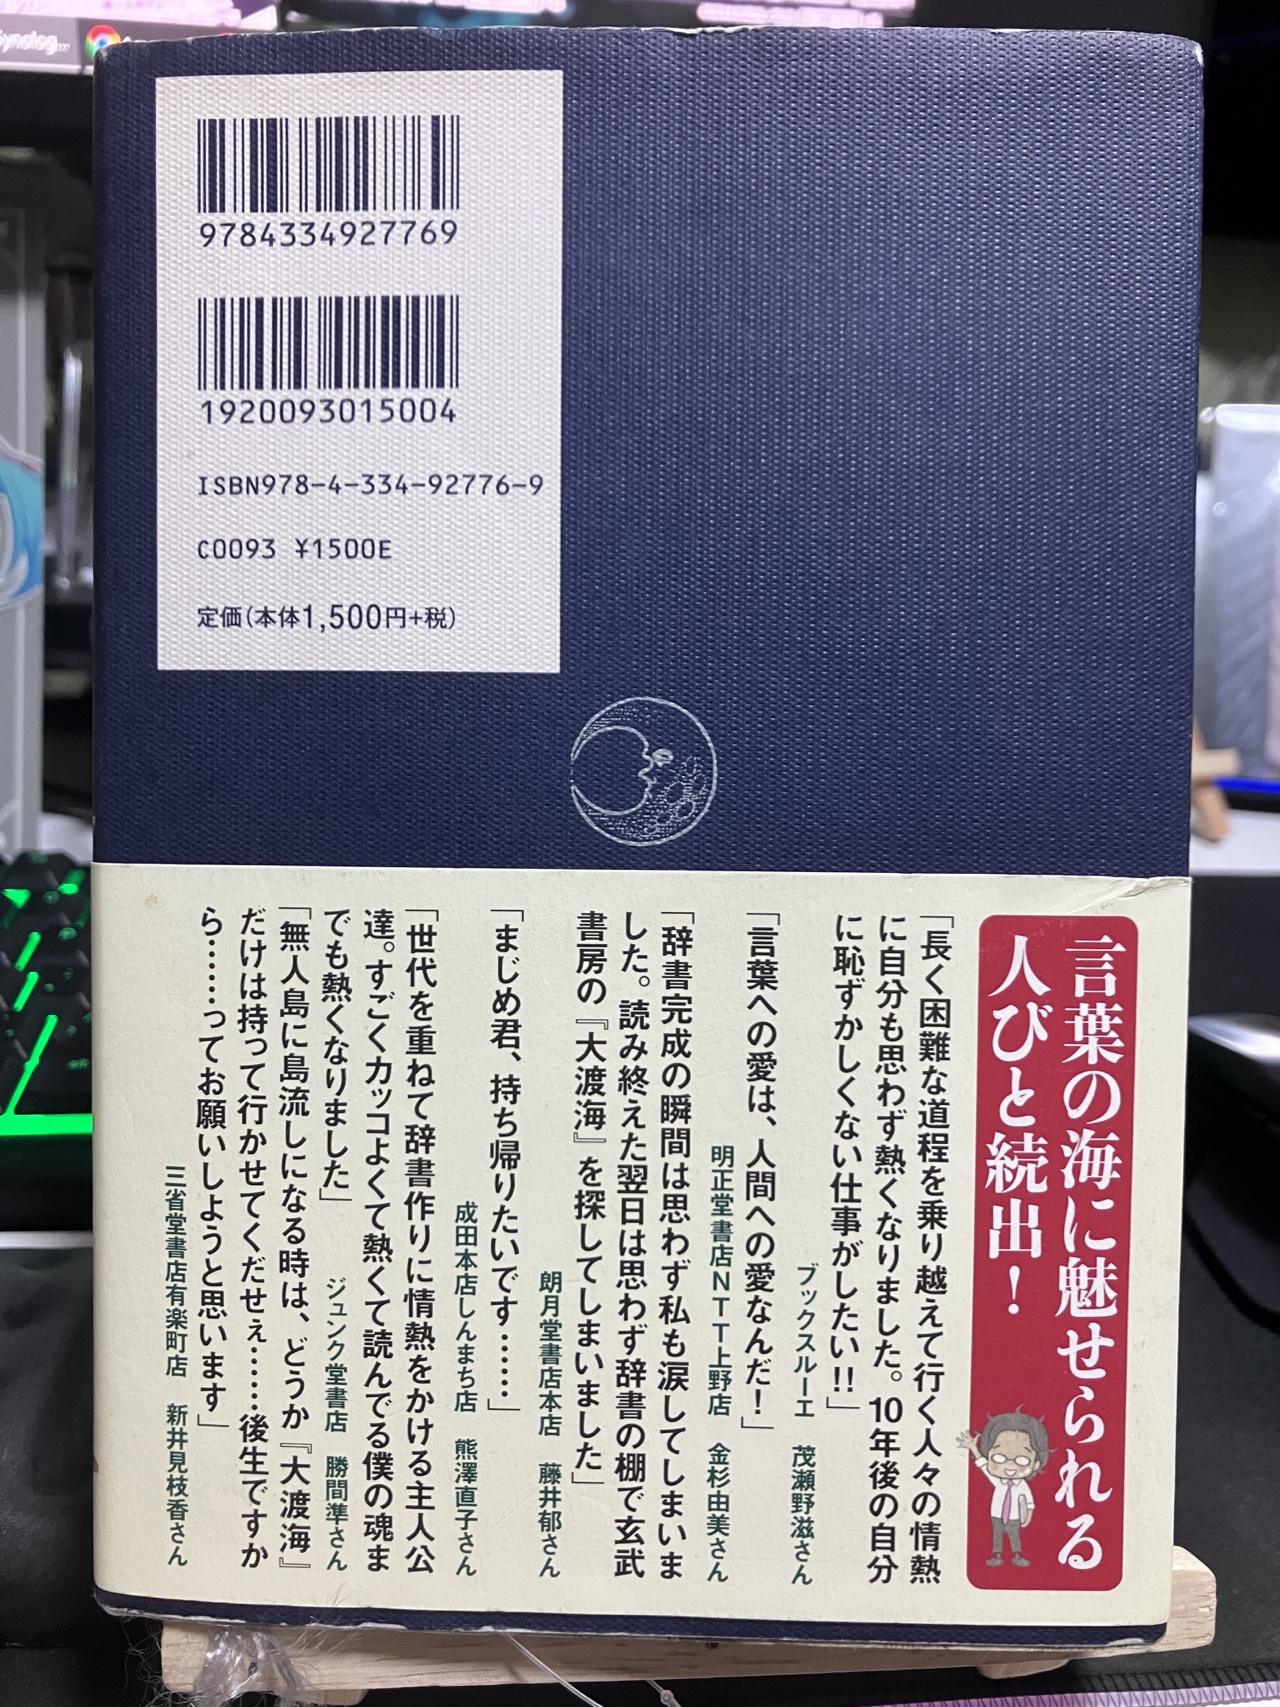 ynolog...
9784334927769
1920093015004
ISBN978-4-334-92776-9
C0093 ¥1500E
定価(本体1,500円+税)
言葉の海に魅せられる
人びと続出!
「長く困難な道程を乗り越えて行く人々の情熱
に自分も思わず熱くなりました。10年後の自分
に恥ずかしくない仕事がしたい!!」
ブックスルーエ 茂瀬野滋さん
「言葉への愛は、人間への愛なんだ!」
明正堂書店NTT上野店 金杉由美さん
「辞書完成の瞬間は思わず私も涙してしまいま
した。読み終えた翌日は思わず辞書の棚で玄武
書房の『大渡海』を探してしまいました」
朗月堂書店本店 藤井郁さん
「まじめ君、持ち帰りたいです……」
成田本店しんまち店 熊澤直子さん
「世代を重ねて辞書作りに情熱をかける主人公
達。すごくカッコよくて熱くて読んでる僕の魂ま
でも熱くなりました」
ジュンク堂書店 勝間準さん
「無人島に島流しになる時は、どうか『大渡海』
だけは持って行かせてくだせぇ……後生ですか
ら……ってお願いしようと思います」
三省堂書店有楽町店 新井見枝香さん